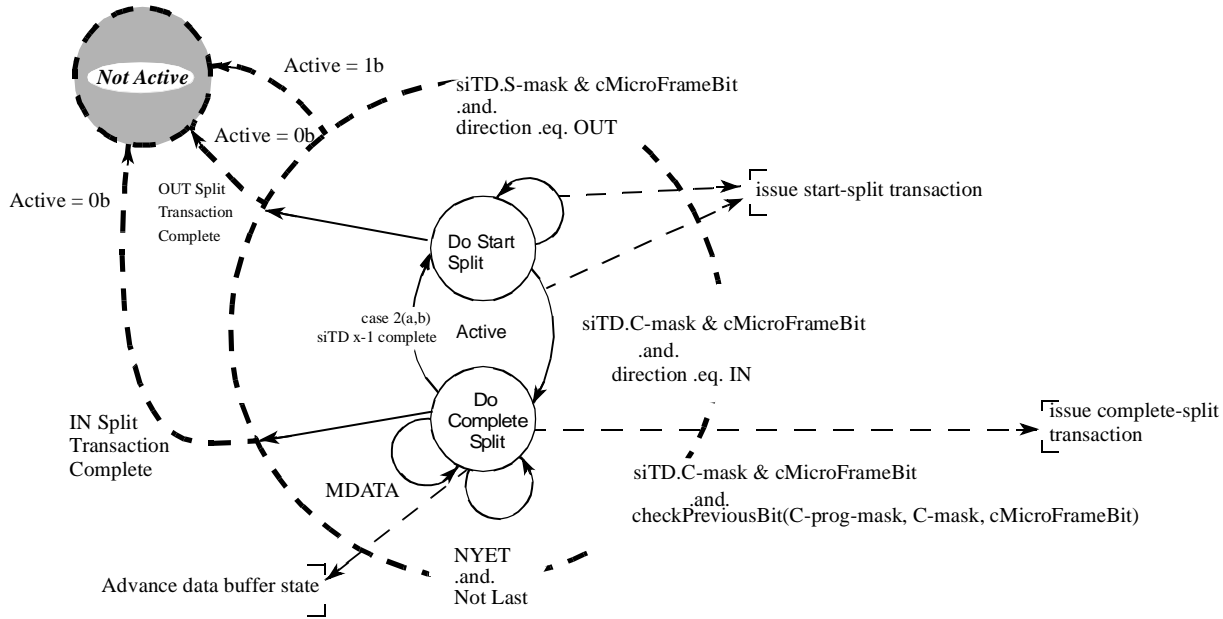 Not Active
Active = 1b
siTD.S-mask & cMicroFrameBit
.and.
direction .eq. OUT
Active = 0b
Active = 0b
OUT Split
Transaction
Complete
issue start-split transaction
Do Start
Split
case 2(a,b)
siTD x-1 complete
Active
siTD.C-mask & cMicroFrameBit
.and.
direction .eq. IN
Do
Complete
Split
IN Split
Transaction
Complete
issue complete-split
transaction
MDATA
siTD.C-mask & cMicroFrameBit
.and.
checkPreviousBit(C-prog-mask, C-mask, cMicroFrameBit)
NYET
.and.
Not Last
Advance data buffer state